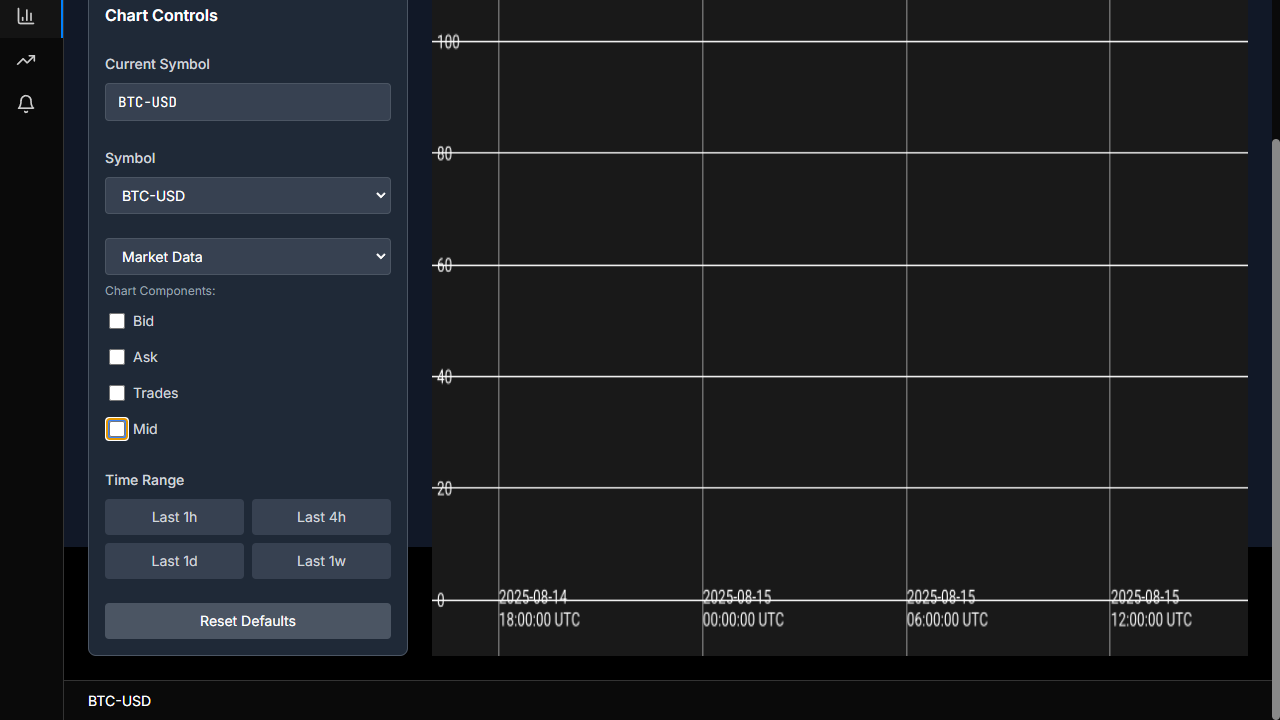 Chart Controls
Current Symbol
BTC-USD
Symbol
BTC-USD
Market Data
Chart Components:
Bid
Ask
Trades
Mid
Time Range
Last 1h
Last 4h
Last 1d
Last 1w
Reset Defaults
100
80
60
40
20
0
2025-08-14
18:00:00 UTC
2025-08-15
00:00:00 UTC
2025-08-15
06:00:00 UTC
2025-08-15
12:00:00 UTC
BTC-USD